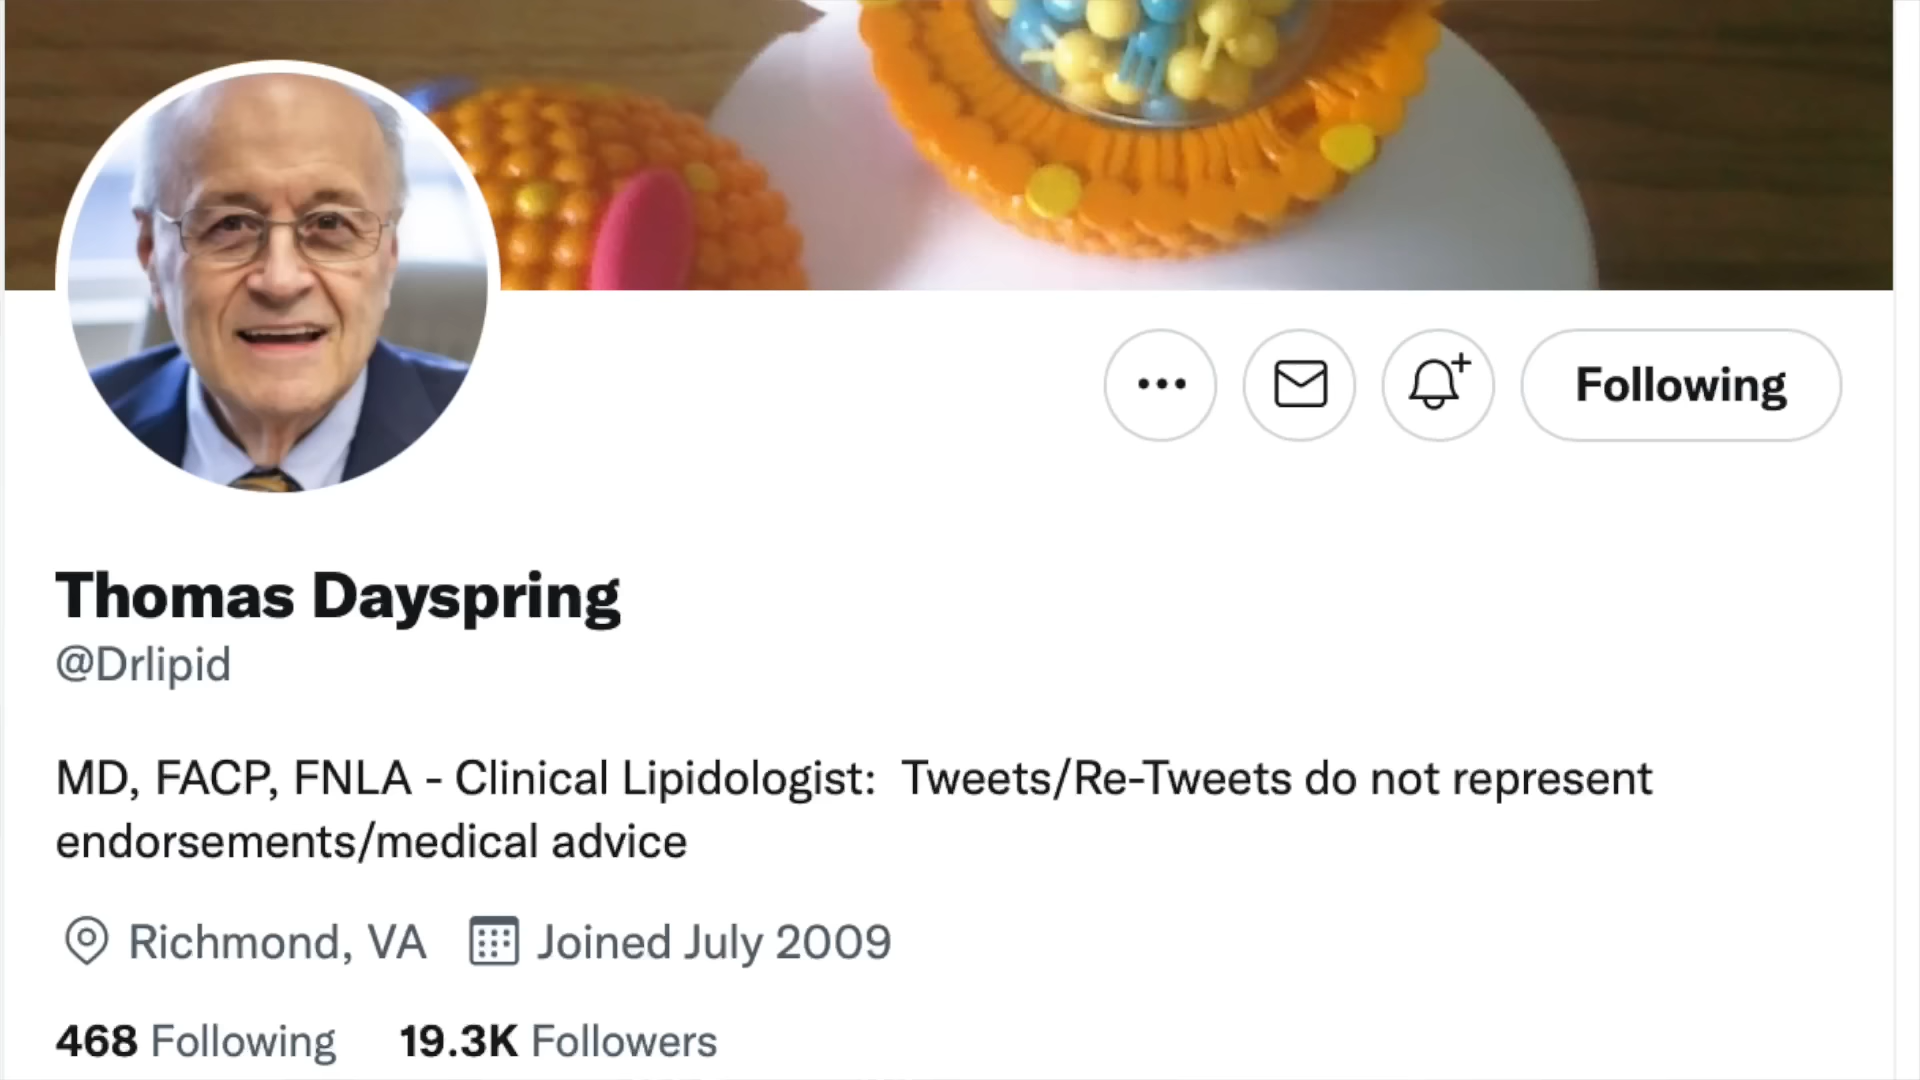 Following
Thomas Dayspring
@Drlipid
MD, FACP, FNLA - Clinical Lipidologist:  Tweets/Re-Tweets do not represent
endorsements/medical advice
Richmond, VA Joined July 2009
468 Following 19.3K Followers